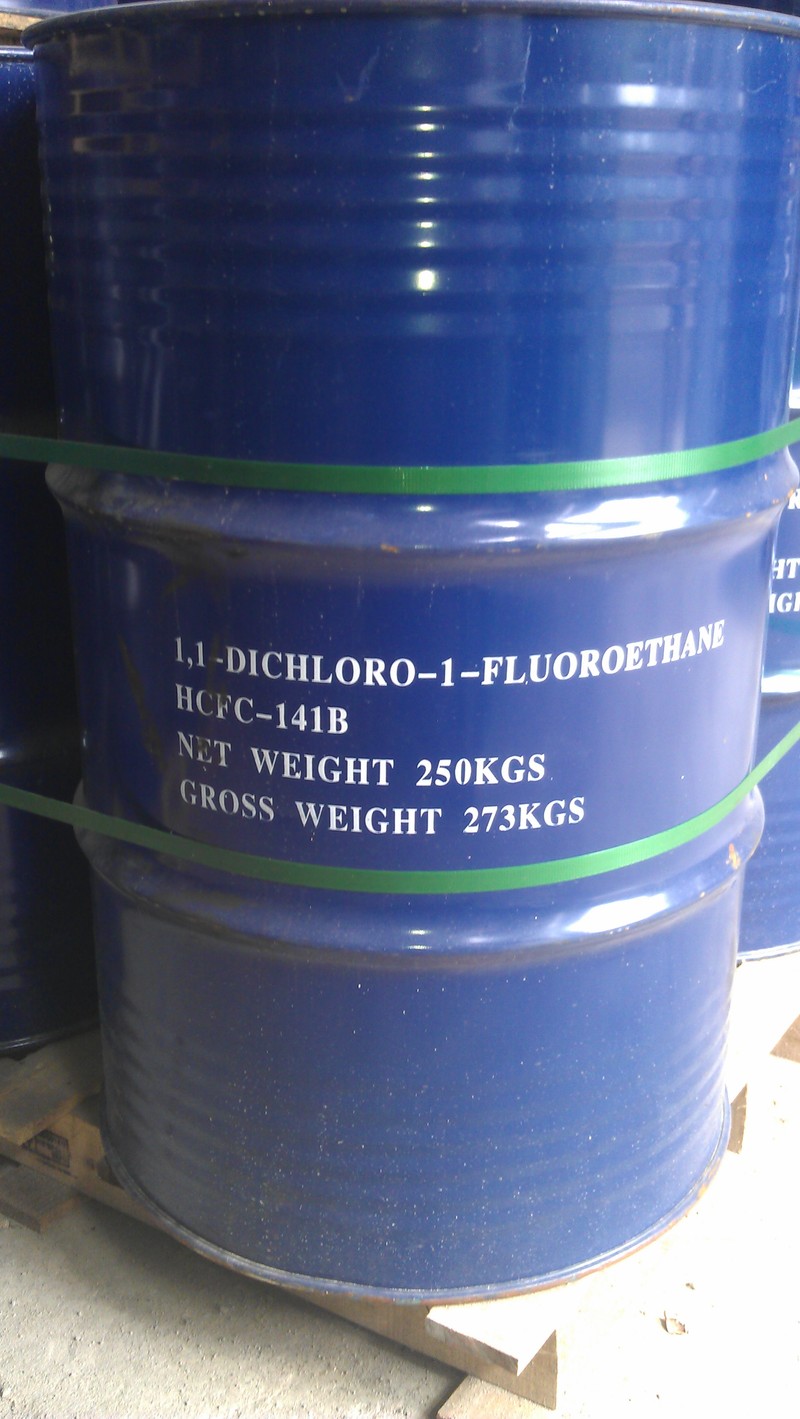 1,1-DICHLORO-1-FLUOROETHANE
HCFC-141B
NET WEIGHT 250KGS
GROSS WEIGHT 273KGS